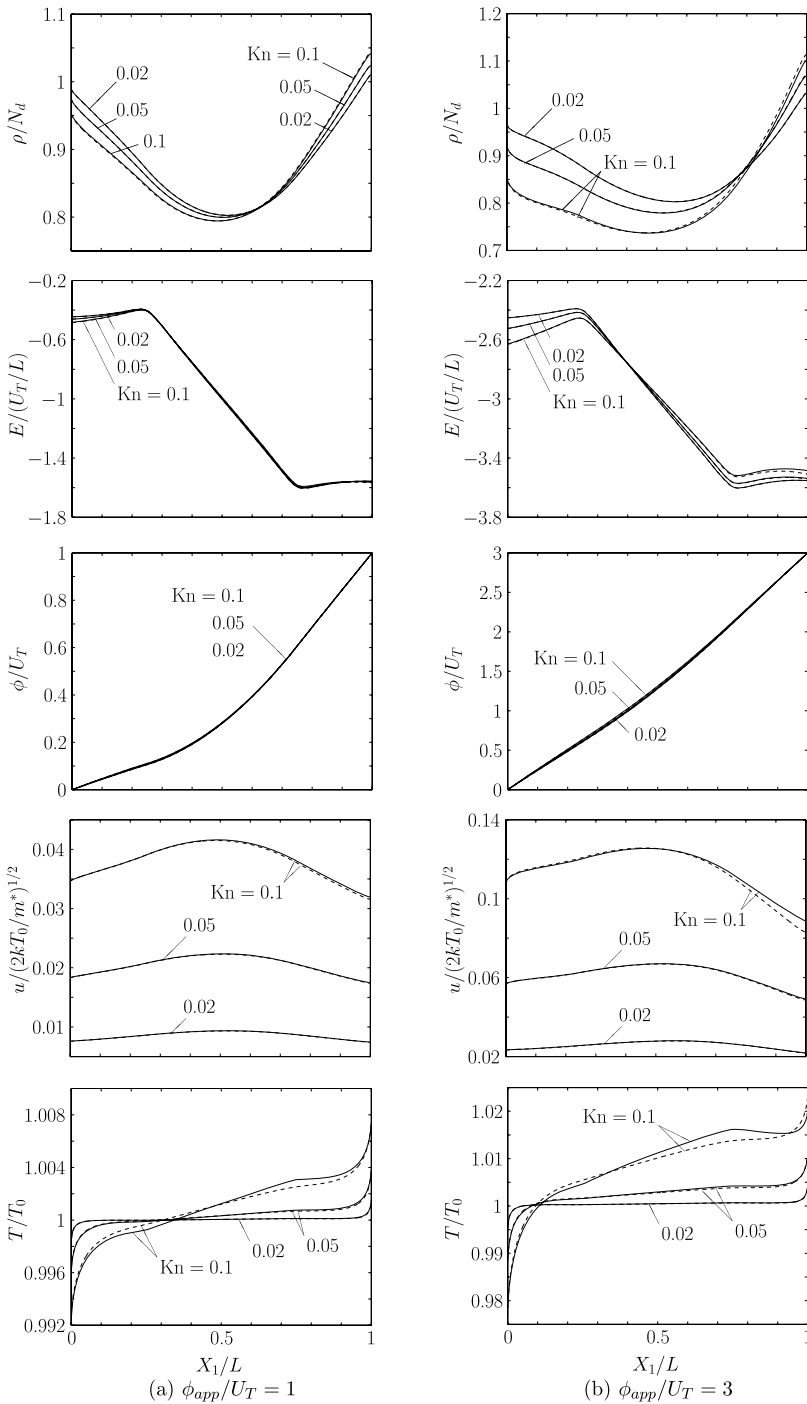 1.1
1
0.9
0.8
ρ/N_d
0.02
0.05
0.1
Kn = 0.1
0.05
0.02
1.2
1.1
1
0.9
0.8
0.7
ρ/N_d
0.02
0.05
Kn = 0.1
−0.2
−0.6
−1
−1.4
−1.8
E/(U_T/L)
0.02
0.05
Kn = 0.1
−2.2
−2.6
−3
−3.4
−3.8
E/(U_T/L)
0.02
0.05
Kn = 0.1
1
0.8
0.6
0.4
0.2
0
φ/U_T
Kn = 0.1
0.05
0.02
3
2.5
2
1.5
1
0.5
0
φ/U_T
Kn = 0.1
0.05
0.02
0.04
0.03
0.02
0.01
u/(2kT_0/m*)^{1/2}
Kn = 0.1
0.05
0.02
0.14
0.1
0.06
0.02
u/(2kT_0/m*)^{1/2}
Kn = 0.1
0.05
0.02
1.008
1.004
1
0.996
0.992
T/T_0
Kn = 0.1
0.02
0.05
0 0.5 1
X_1/L
(a) φ_{app}/U_T = 1
1.02
1.01
1
0.99
0.98
T/T_0
Kn = 0.1
0.02
0.05
0 0.5 1
X_1/L
(b) φ_{app}/U_T = 3